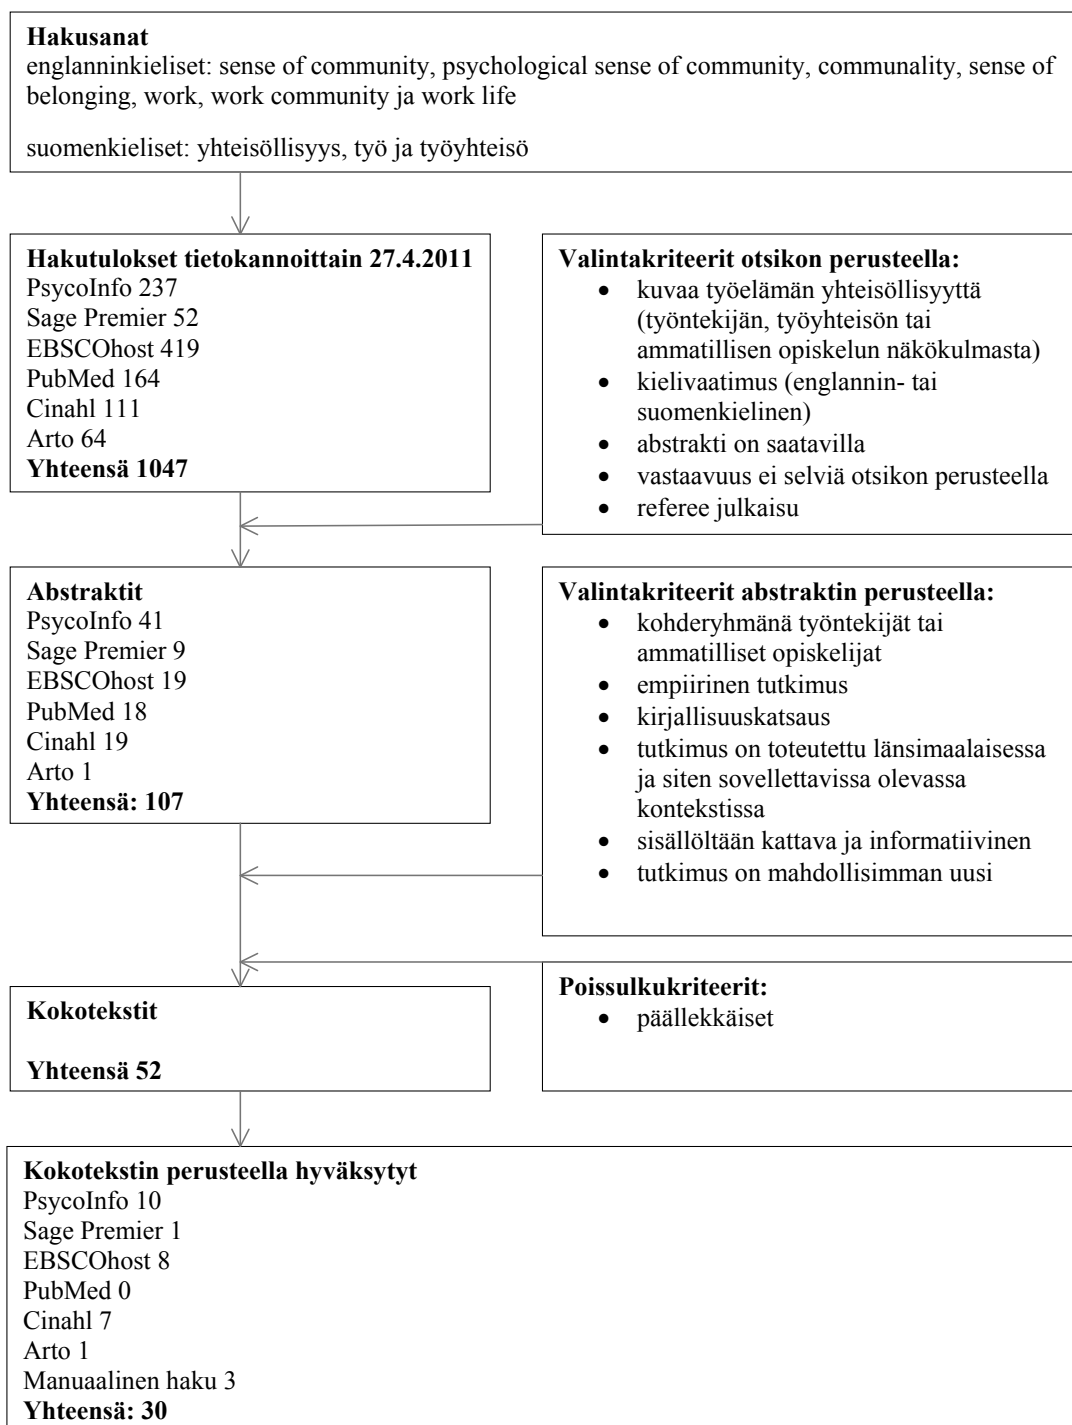 Hakusanat
englanninkieliset: sense of community, psychological sense of community, communality, sense of
belonging, work, work community ja work life
suomenkieliset: yhteisöllisyys, työ ja työyhteisö
Hakutulokset tietokannoittain 27.4.2011
PsycoInfo 237
Sage Premier 52
EBSCOhost 419
PubMed 164
Cinahl 111
Arto 64
Yhteensä 1047
Valintakriteerit otsikon perusteella:
• kuvaa työelämän yhteisöllisyyttä
(työntekijän, työyhteisön tai
ammatillisen opiskelun näkökulmasta)
• kielivaatimus (englannin- tai
suomenkielinen)
• abstrakti on saatavilla
• vastaavuus ei selviä otsikon perusteella
• referee julkaisu
Abstraktit
PsycoInfo 41
Sage Premier 9
EBSCOhost 19
PubMed 18
Cinahl 19
Arto 1
Yhteensä: 107
Valintakriteerit abstraktin perusteella:
• kohderyhmänä työntekijät tai
ammatilliset opiskelijat
• empiirinen tutkimus
• kirjallisuuskatsaus
• tutkimus on toteutettu länsimaalaisessa
ja siten sovellettavissa olevassa
kontekstissa
• sisällöltään kattava ja informatiivinen
• tutkimus on mahdollisimman uusi
Kokotekstit
Yhteensä 52
Poissulkukriteerit:
• päällekkäiset
Kokotekstin perusteella hyväksytyt
PsycoInfo 10
Sage Premier 1
EBSCOhost 8
PubMed 0
Cinahl 7
Arto 1
Manuaalinen haku 3
Yhteensä: 30